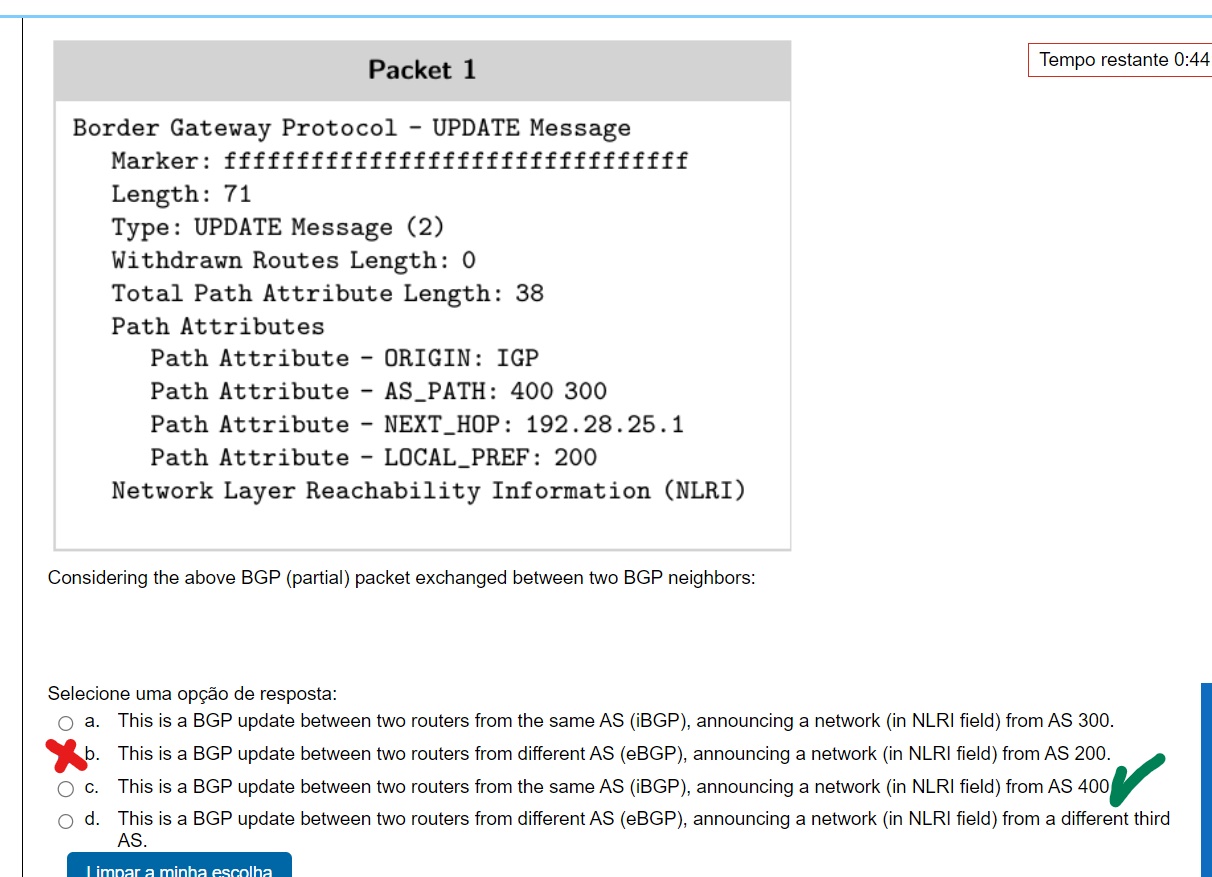 Packet 1
Tempo restante 0:44
Border Gateway Protocol - UPDATE Message
Marker: ffffffffffffffffffffffffffffffff
Length: 71
Type: UPDATE Message (2)
Withdrawn Routes Length: 0
Total Path Attribute Length: 38
Path Attributes
Path Attribute - ORIGIN: IGP
Path Attribute - AS_PATH: 400 300
Path Attribute - NEXT_HOP: 192.28.25.1
Path Attribute - LOCAL_PREF: 200
Network Layer Reachability Information (NLRI)
Considering the above BGP (partial) packet exchanged between two BGP neighbors:
Selecione uma opção de resposta:
a. This is a BGP update between two routers from the same AS (iBGP), announcing a network (in NLRI field) from AS 300.
b. This is a BGP update between two routers from different AS (eBGP), announcing a network (in NLRI field) from AS 200.
c. This is a BGP update between two routers from the same AS (iBGP), announcing a network (in NLRI field) from AS 400
d. This is a BGP update between two routers from different AS (eBGP), announcing a network (in NLRI field) from a different third
AS.
Limpar a minha escolha